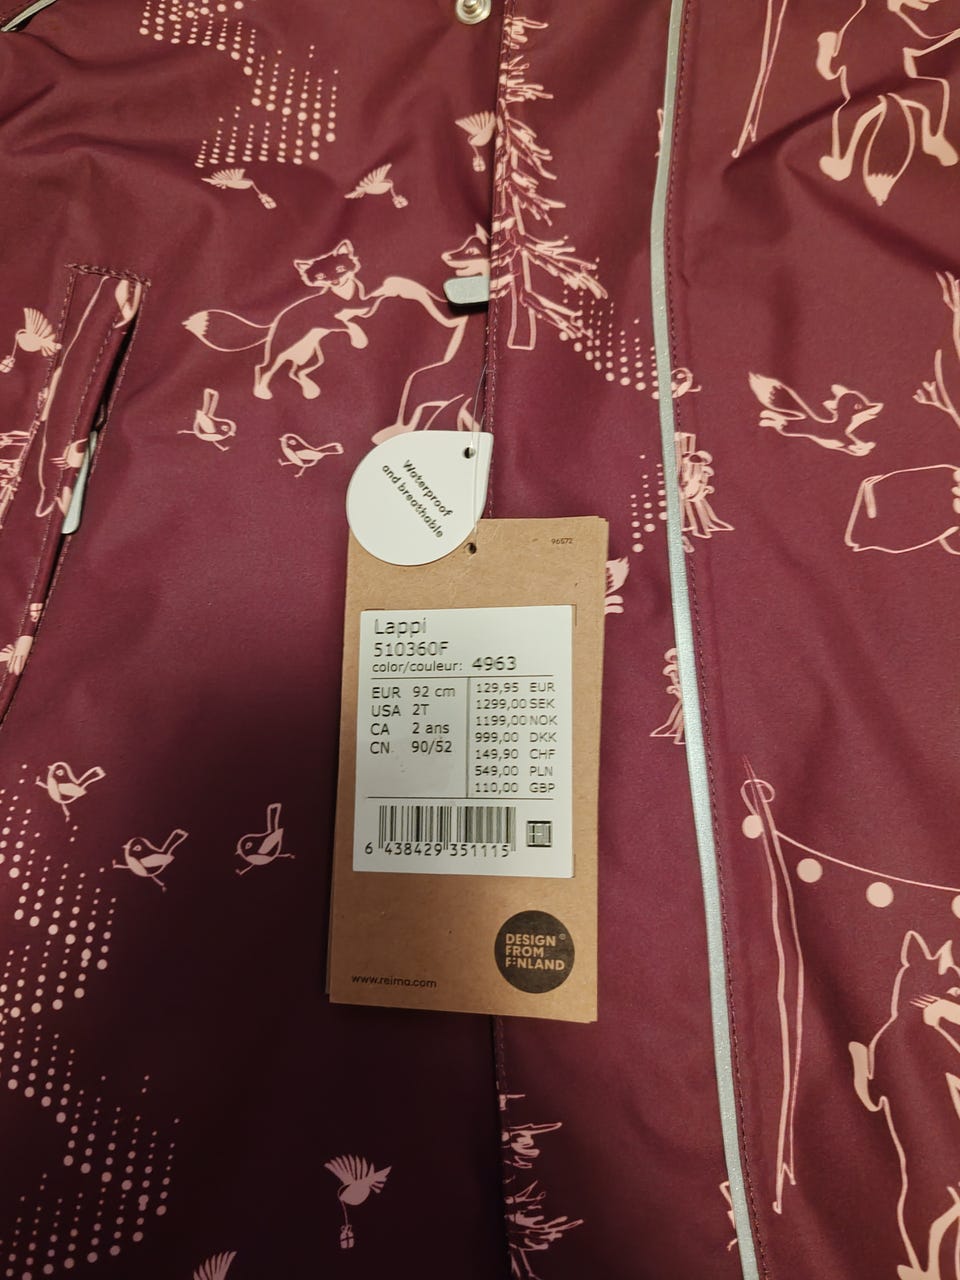 Waterproof
and breathable
96572
Lappi
510360F
color/couleur: 4963
EUR 92 cm
USA 2T
CA 2 ans
CN 90/52
129,95 EUR
1299,00 SEK
1199,00 NOK
999,00 DKK
149,90 CHF
549,00 PLN
110,00 GBP
6 438429 351115
DESIGN ®
FROM
FINLAND
www.reima.com